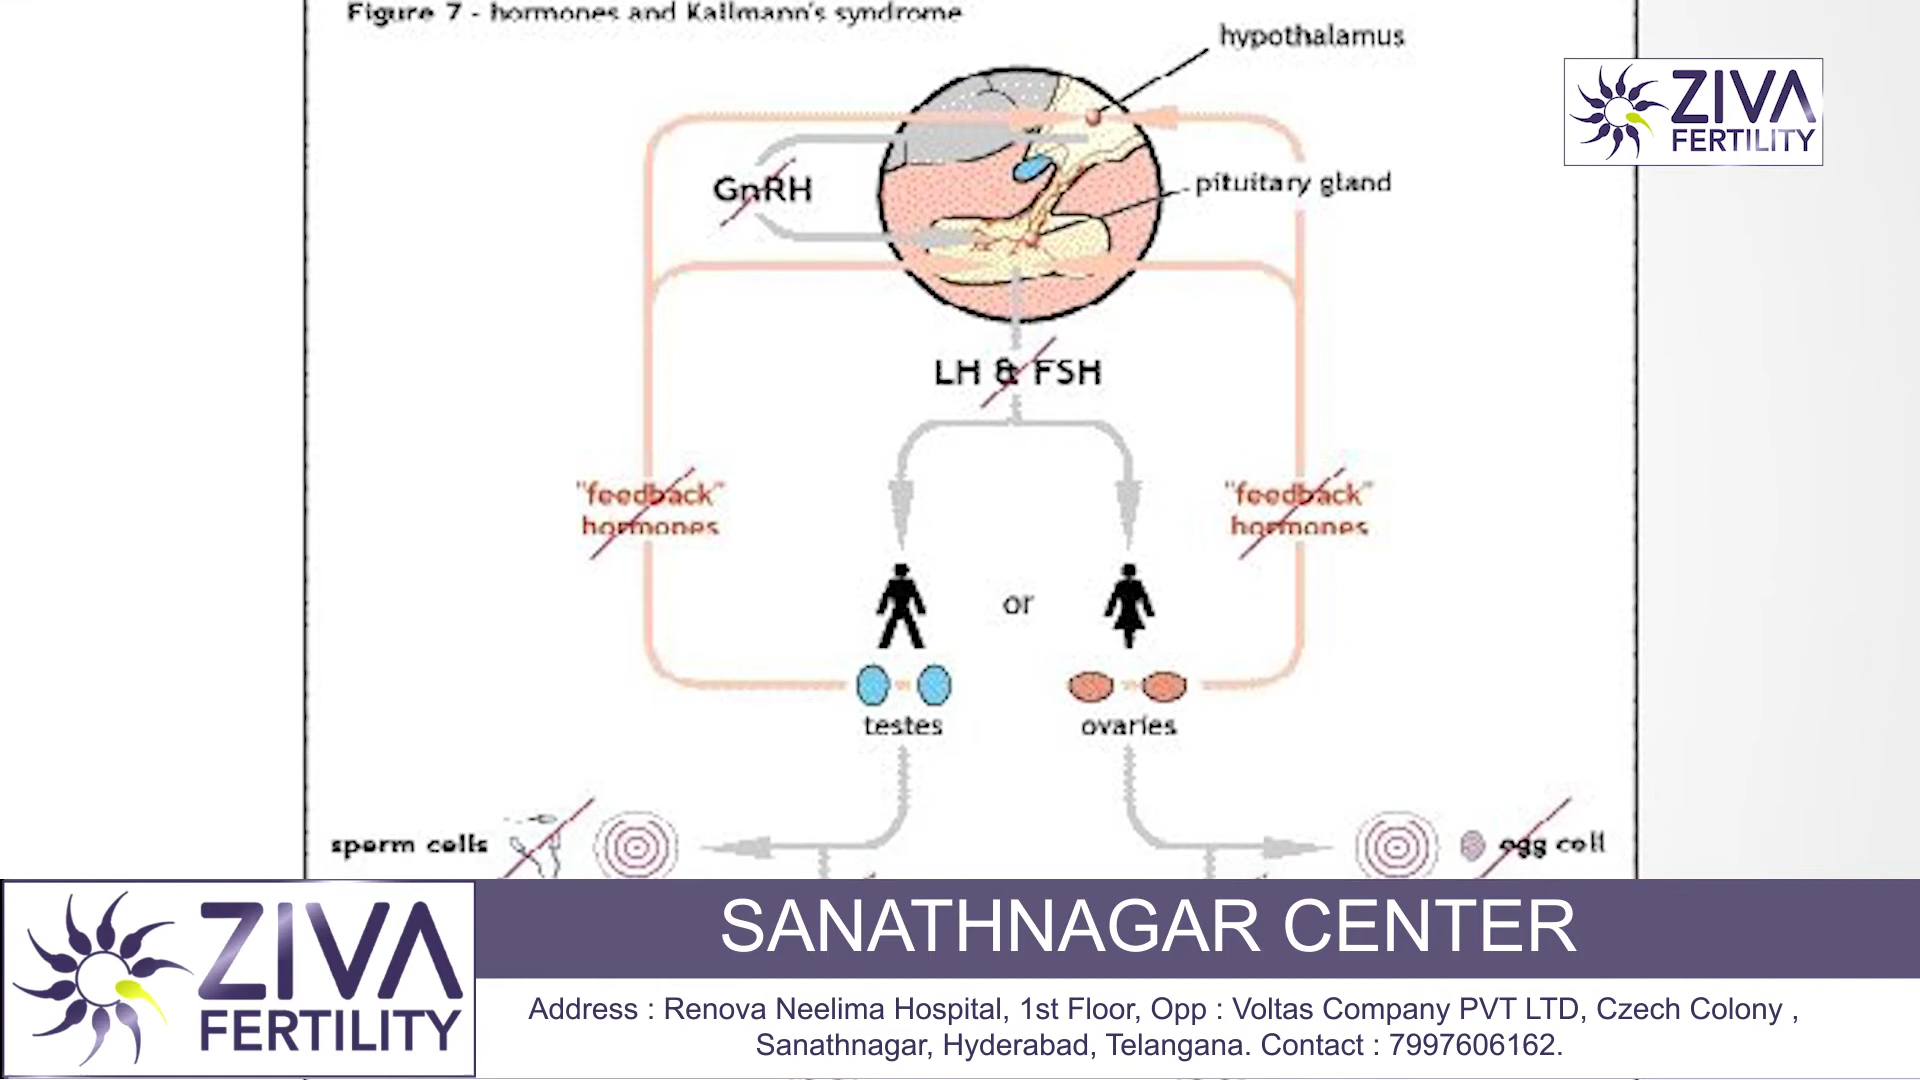 Figure 7 - hormones and Kallmann's syndrome
hypothalamus
ZIVA
FERTILITY
GnRH
pituitary gland
LH & FSH
"feedback"
hormones
"feedback"
hormones
or
testes
ovaries
sperm cells
egg cell
ZIVA
FERTILITY
SANATHNAGAR CENTER
Address : Renova Neelima Hospital, 1st Floor, Opp : Voltas Company PVT LTD, Czech Colony ,
Sanathnagar, Hyderabad, Telangana. Contact : 7997606162.